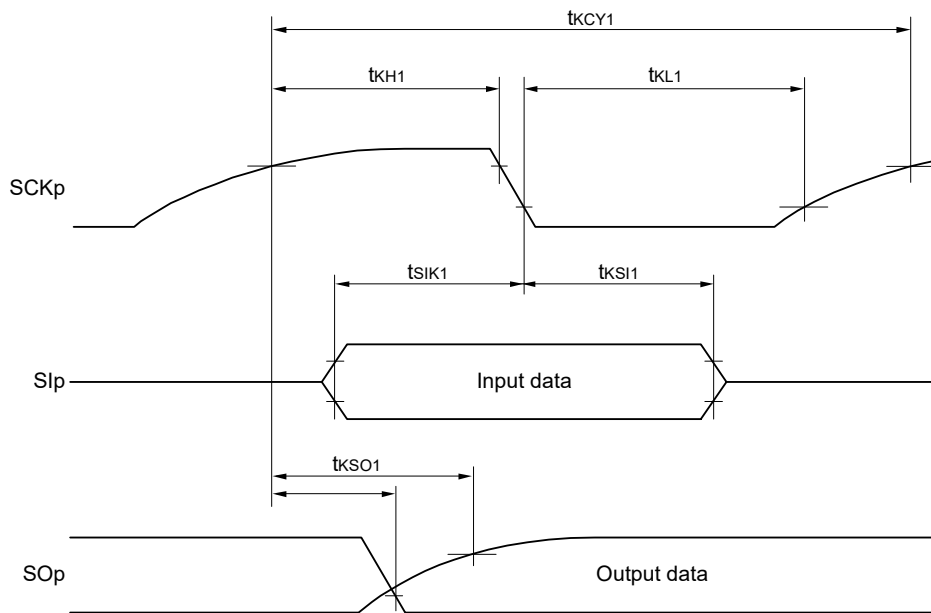 tKCY1
tKH1
tKL1
SCKp
tSIK1
tKSI1
SIp
Input data
tKSO1
SOp
Output data